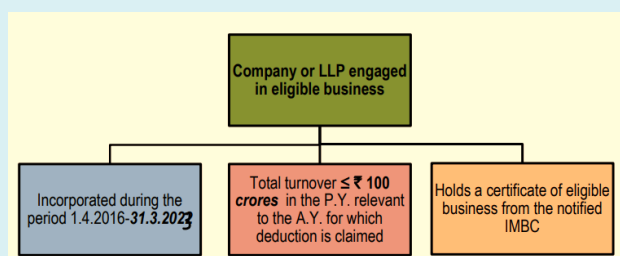 Company or LLP engaged
in eligible business
Incorporated during the
period 1.4.2016-31.3.2023
Total turnover ≤ ₹ 100
crores in the P.Y. relevant
to the A.Y. for which
deduction is claimed
Holds a certificate of eligible
business from the notified
IMBC